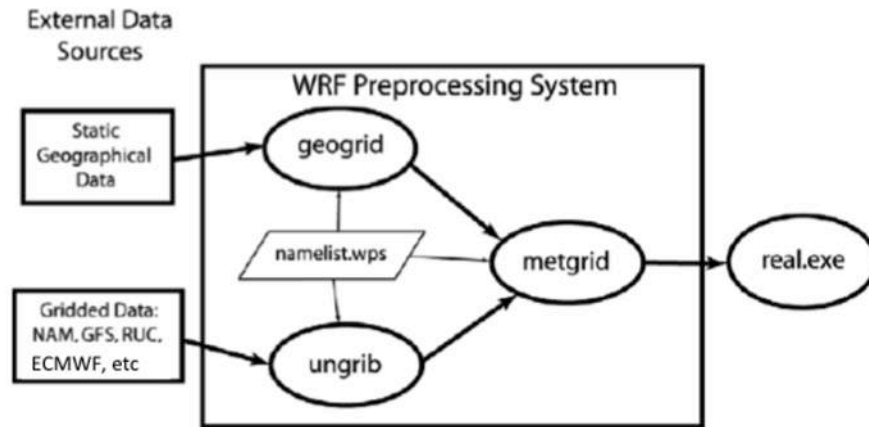 External Data
Sources
WRF Preprocessing System
Static
Geographical
Data
geogrid
namelist.wps
metgrid
real.exe
Gridded Data:
NAM, GFS, RUC,
ECMWF, etc
ungrib